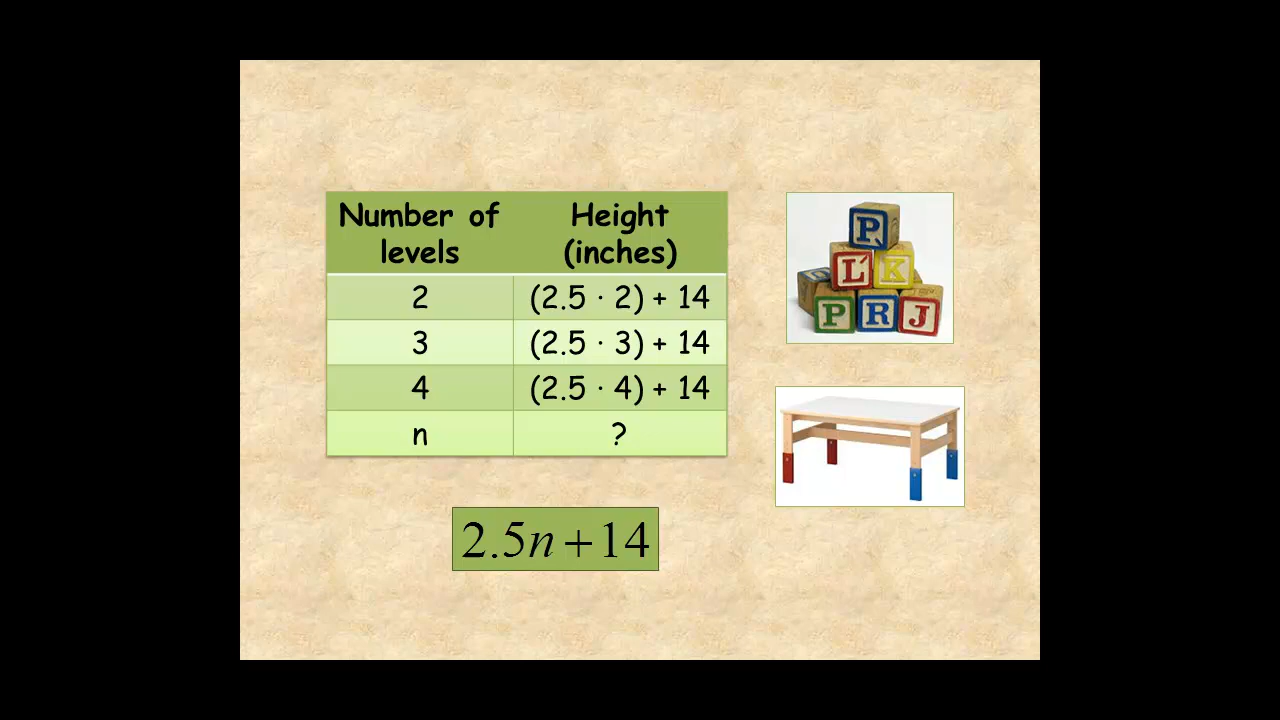 Number of levels Height (inches)
2 (2.5 · 2) + 14
3 (2.5 · 3) + 14
4 (2.5 · 4) + 14
n ?
2.5n+14
P
L K
P R J